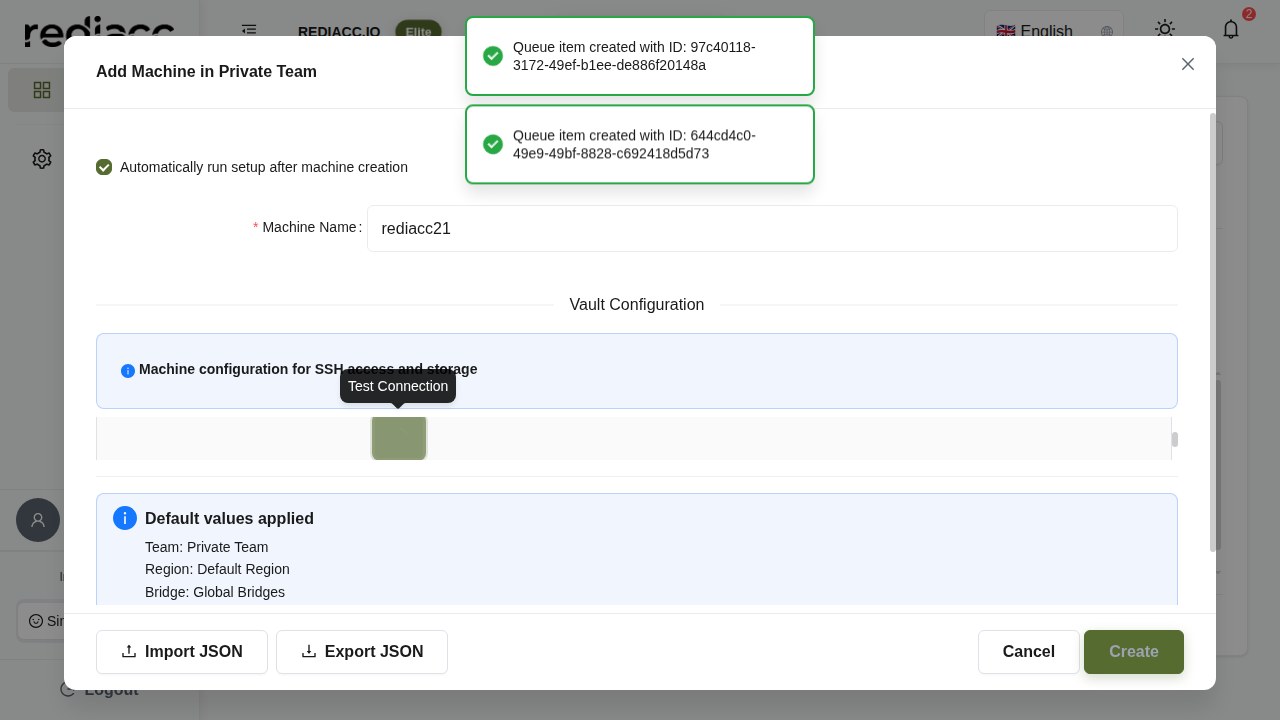 rediacc
REDIACC.IO
Elite
English
2
Queue item created with ID: 97c40118-
3172-49ef-b1ee-de886f20148a
Queue item created with ID: 644cd4c0-
49e9-49bf-8828-c692418d5d73
Add Machine in Private Team
Automatically run setup after machine creation
* Machine Name :
rediacc21
Vault Configuration
Machine configuration for SSH access and storage
Test Connection
Default values applied
Team: Private Team
Region: Default Region
Bridge: Global Bridges
Import JSON
Export JSON
Cancel
Create
Logout